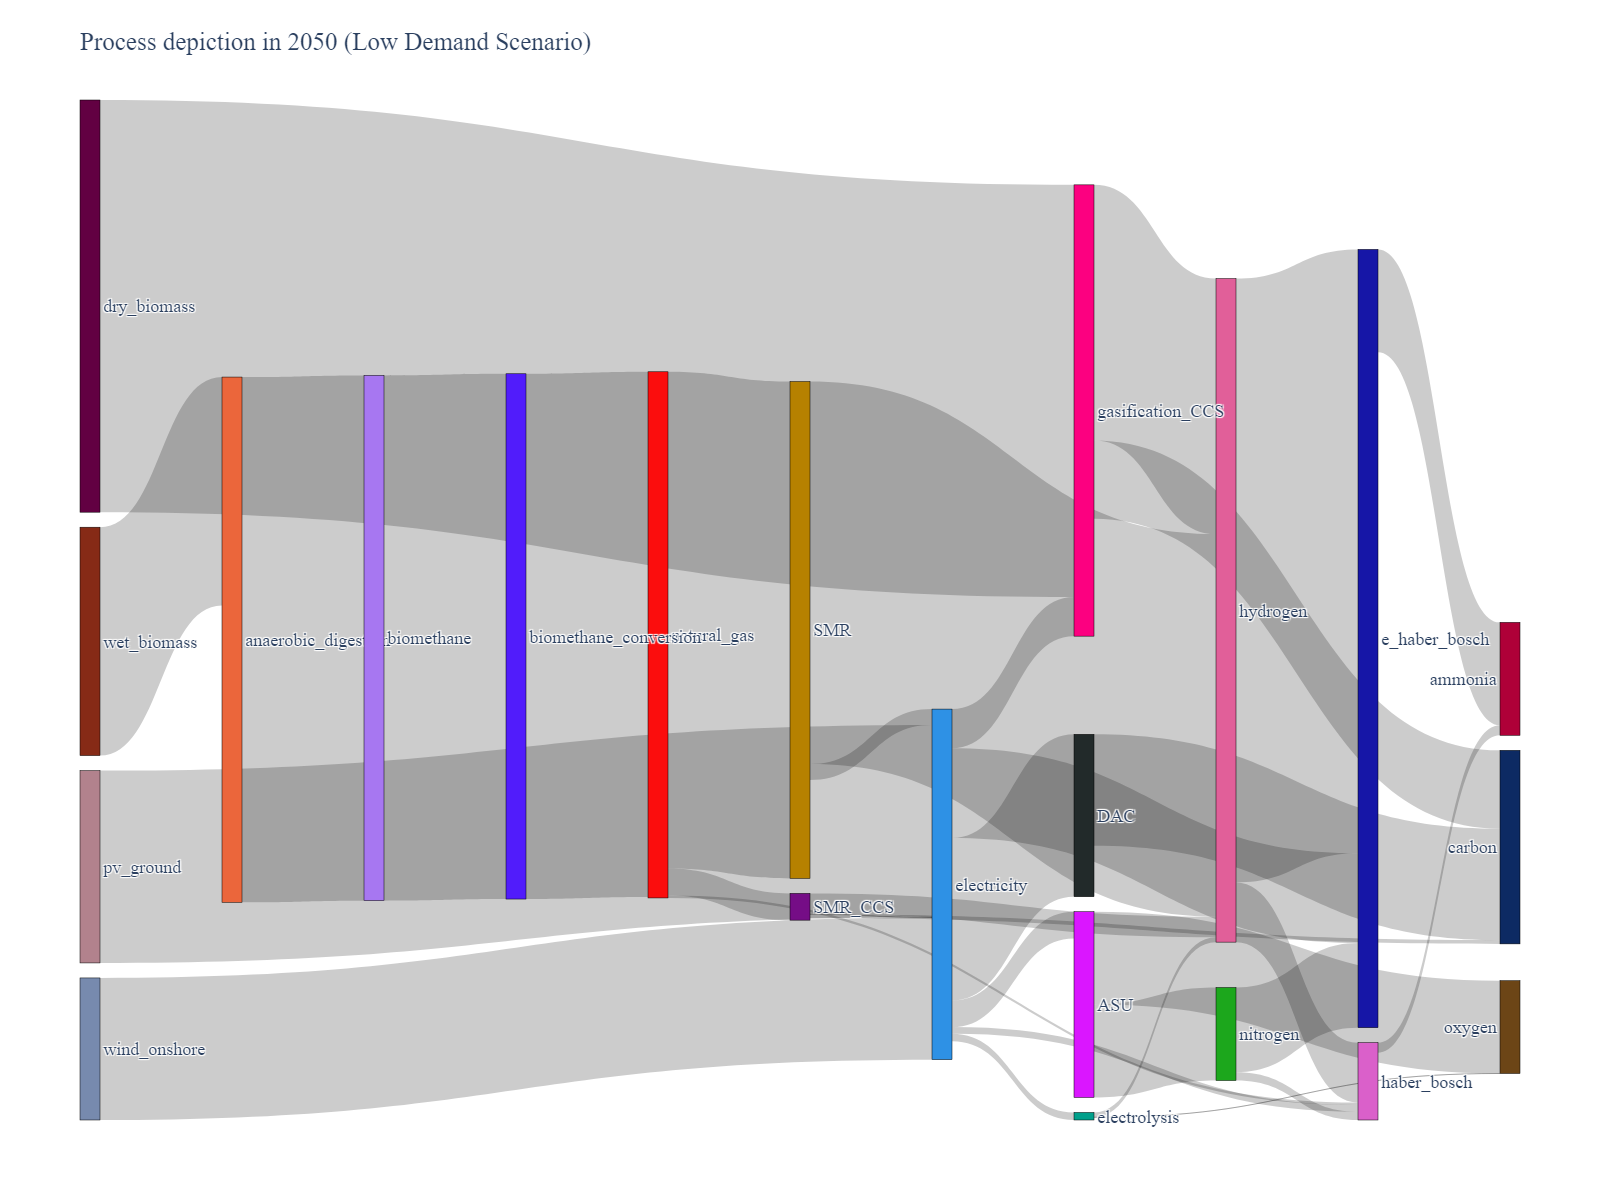 Process depiction in 2050 (Low Demand Scenario)
dry_biomass
gasification_CCS
hydrogen
wet_biomass
anaerobic_digest
biomethane
biomethane_conversion
ural_gas
SMR
e_haber_bosch
ammonia
pv_ground
electricity
DAC
carbon
SMR_CCS
wind_onshore
ASU
nitrogen
oxygen
electrolysis
haber_bosch